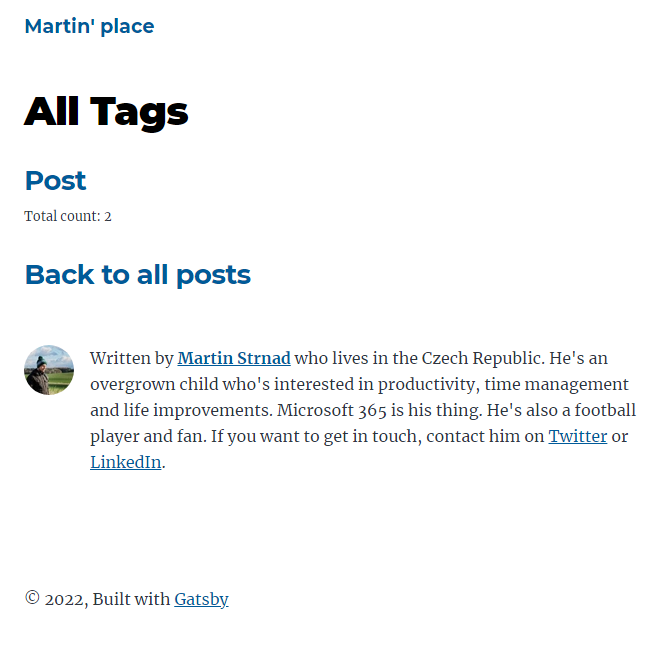 Martin' place
All Tags
Post
Total count: 2
Back to all posts
Written by Martin Strnad who lives in the Czech Republic. He's an
overgrown child who's interested in productivity, time management
and life improvements. Microsoft 365 is his thing. He's also a football
player and fan. If you want to get in touch, contact him on Twitter or
LinkedIn.
© 2022, Built with Gatsby